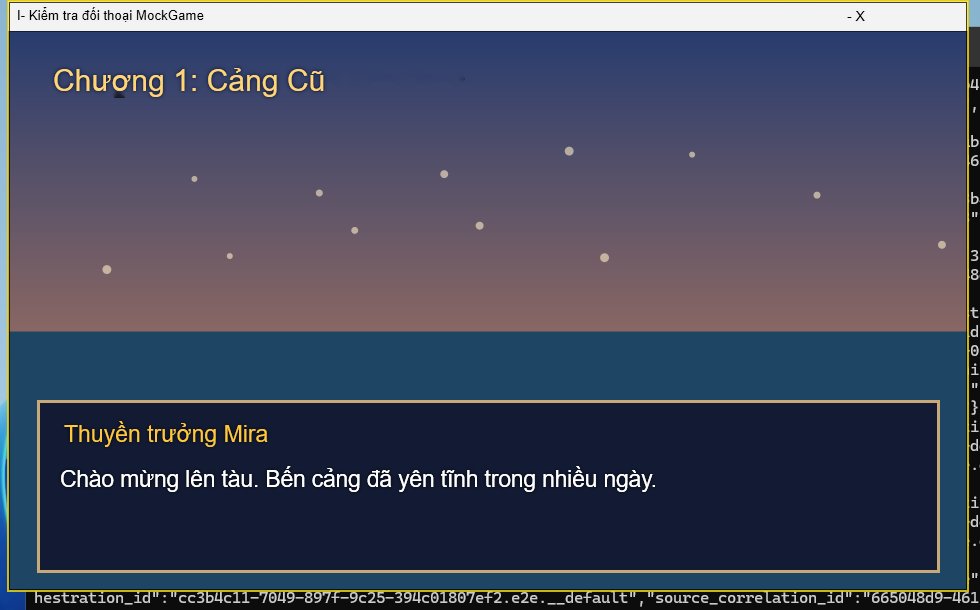 I- Kiểm tra đối thoại MockGame
- X
Chương 1: Cảng Cũ
Thuyền trưởng Mira
Chào mừng lên tàu. Bến cảng đã yên tĩnh trong nhiều ngày.
hestration_id":"cc3b4c11-7049-897f-9c25-394c01807ef2.e2e.__default","source_correlation_id":"665048d9-461